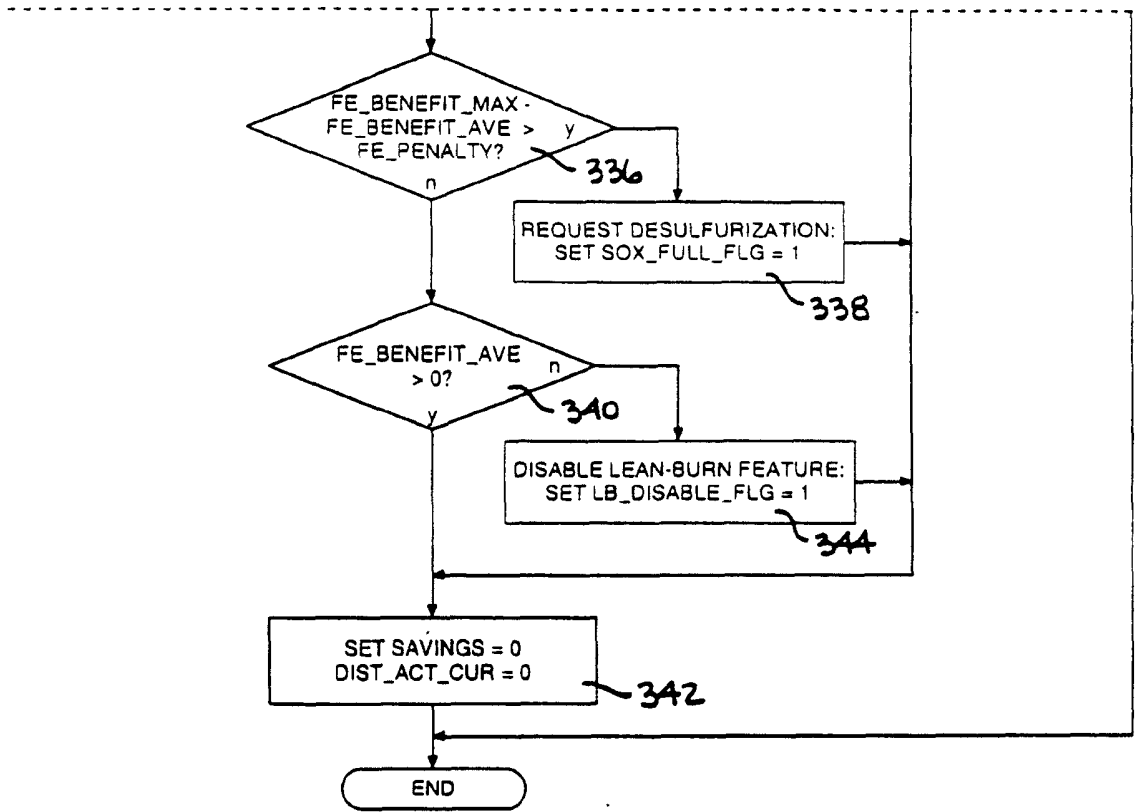 FE_BENEFIT_MAX -
FE_BENEFIT_AVE >
FE_PENALTY?
y
n
336
REQUEST DESULFURIZATION:
SET SOX_FULL_FLG = 1
338
FE_BENEFIT_AVE
> 0?
n
y
340
DISABLE LEAN-BURN FEATURE:
SET LB_DISABLE_FLG = 1
344
SET SAVINGS = 0
DIST_ACT_CUR = 0
342
END